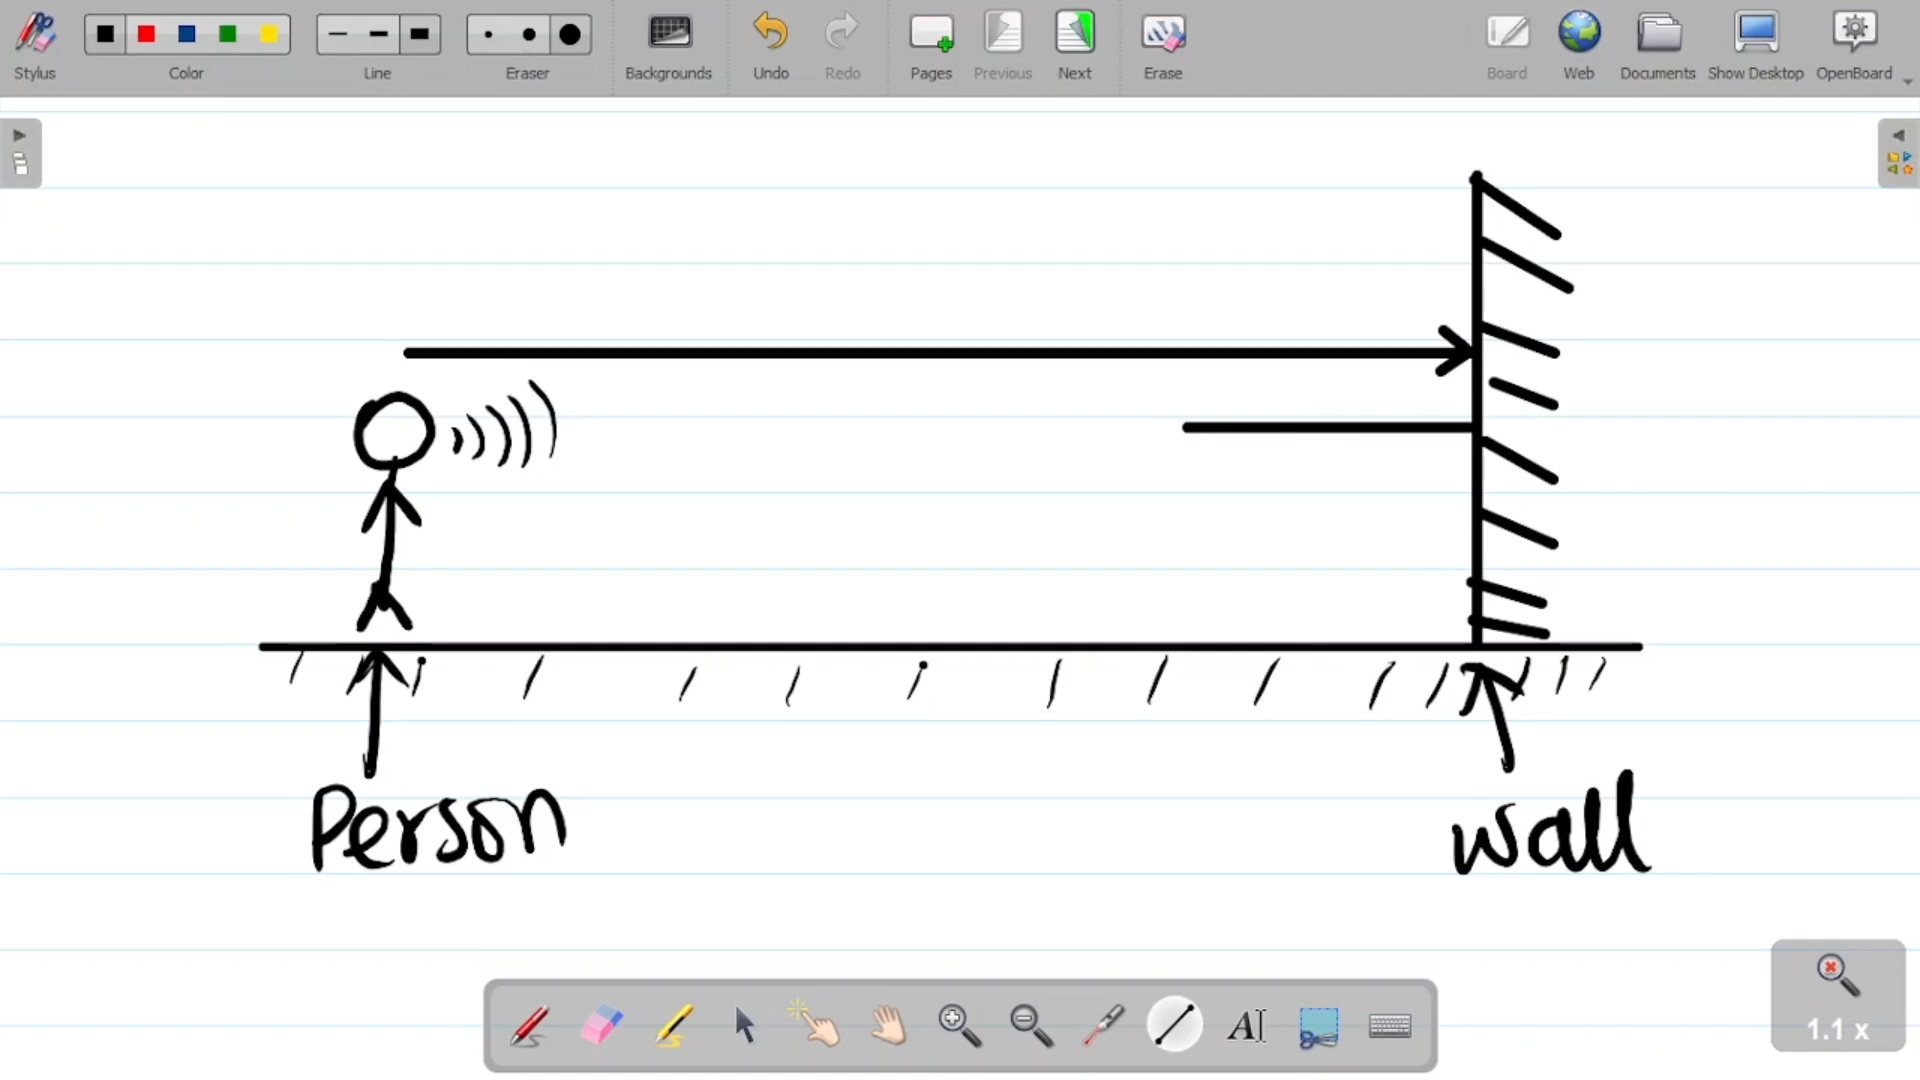 Stylus Color Line Eraser Backgrounds Undo Redo Pages Previous Next Erase Board Web Documents Show Desktop OpenBoard
Person wall
1.1 x